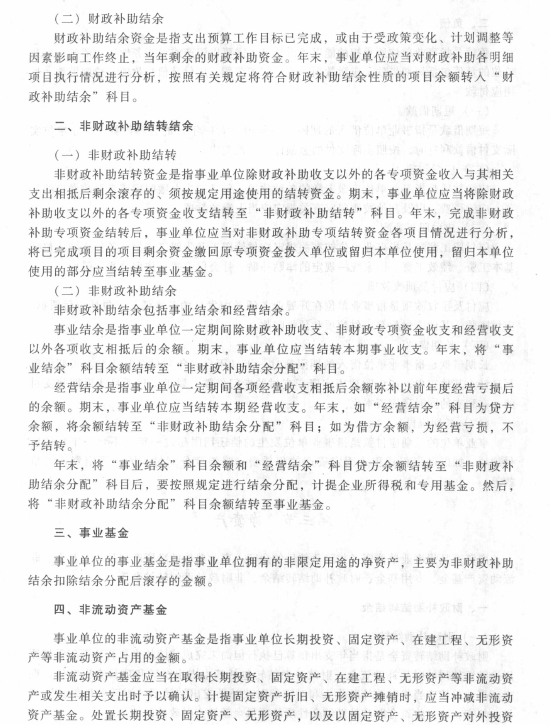 （二）财政补助结余
财政补助结余资金是指支出预算工作目标已完成，或由于受政策变化、计划调整等
因素影响工作终止，当年剩余的财政补助资金。年末，事业单位应当对财政补助各明细
项目执行情况进行分析，按照有关规定将符合财政补助结余性质的项目余额转入“财
政补助结余”科目。
二、非财政补助结转结余
（一）非财政补助结转
非财政补助结转资金是指事业单位除财政补助收支以外的各专项资金收入与其相关
支出相抵后剩余滚存的、须按规定用途使用的结转资金。期末，事业单位应当将除财政
补助收支以外的各专项资金收支结转至“非财政补助结转”科目。年末，完成非财政
补助专项资金结转后，事业单位应当对非财政补助专项结转资金各项目情况进行分析，
将已完成项目的项目剩余资金缴回原专项资金拨入单位或留归本单位使用，留归本单位
使用的部分应当结转至事业基金。
（二）非财政补助结余
非财政补助结余包括事业结余和经营结余。
事业结余是指事业单位一定期间除财政补助收支、非财政专项资金收支和经营收支
以外各项收支相抵后的余额。期末，事业单位应当结转本期事业收支。年末，将“事
业结余”科目余额结转至“非财政补助结余分配”科目。
经营结余是指事业单位一定期间各项经营收支相抵后余额弥补以前年度经营亏损后
的余额。期末，事业单位应当结转本期经营收支。年末，如“经营结余”科目为贷方
余额，将余额结转至“非财政补助结余分配”科目；如为借方余额，为经营亏损，不
予结转。
年末，将“事业结余”科目余额和“经营结余”科目贷方余额结转至“非财政补
助结余分配”科目后，要按照规定进行结余分配，计提企业所得税和专用基金。然后，
将“非财政补助结余分配”科目余额结转至事业基金。
三、事业基金
事业单位的事业基金是指事业单位拥有的非限定用途的净资产，主要为非财政补助
结余扣除结余分配后滚存的金额。
四、非流动资产基金
事业单位的非流动资产基金是指事业单位长期投资、固定资产、在建工程、无形资
产等非流动资产占用的金额。
非流动资产基金应当在取得长期投资、固定资产、在建工程、无形资产等非流动资
产或发生相关支出时予以确认。计提固定资产折旧、无形资产摊销时，应当冲减非流动
资产基金。处置长期投资、固定资产、无形资产，以及以固定资产、无形资产对外投资